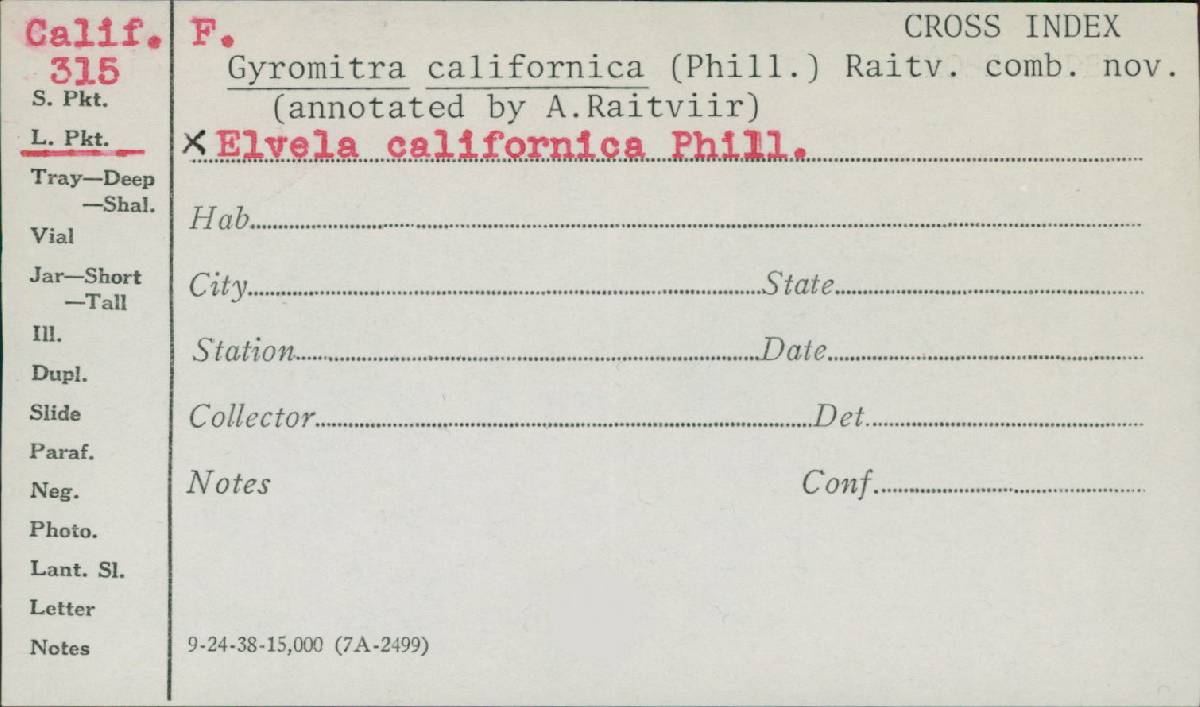 CROSS INDEX
Calif. F.
315
Gyromitra californica (Phill.) Raitv. comb. nov.
(annotated by A.Raitviir)
S. Pkt.
L. Pkt.
X Elvela californica Phill.
Tray—Deep
—Shal.
Hab.
Vial
Jar—Short
—Tall
City State
Ill.
Station Date
Dupl.
Slide
Collector Det.
Paraf.
Neg.
Notes Conf.
Photo.
Lant. Sl.
Letter
Notes
9-24-38-15,000 (7A-2499)